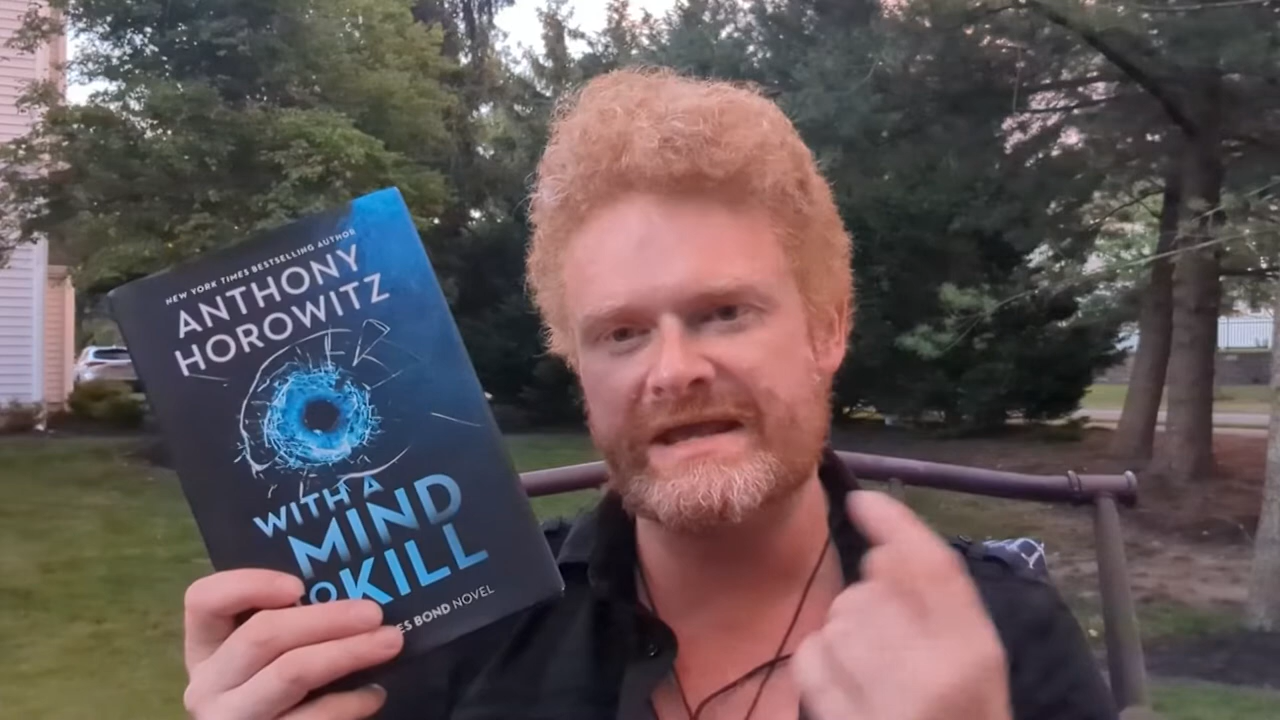 NEW YORK TIMES BESTSELLING AUTHOR
ANTHONY
HOROWITZ
WITH A
MIND
KILL
BOND NOVEL